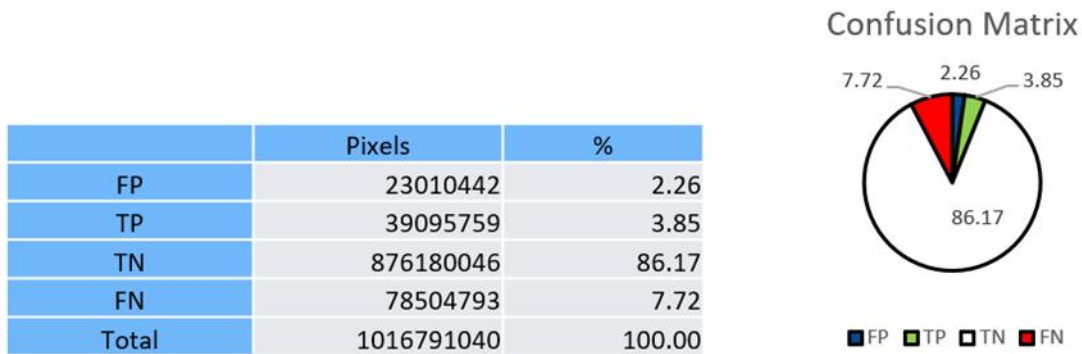 Confusion Matrix
7.72 2.26 3.85
86.17
FP TP TN FN
Pixels %
FP 23010442 2.26
TP 39095759 3.85
TN 876180046 86.17
FN 78504793 7.72
Total 1016791040 100.00